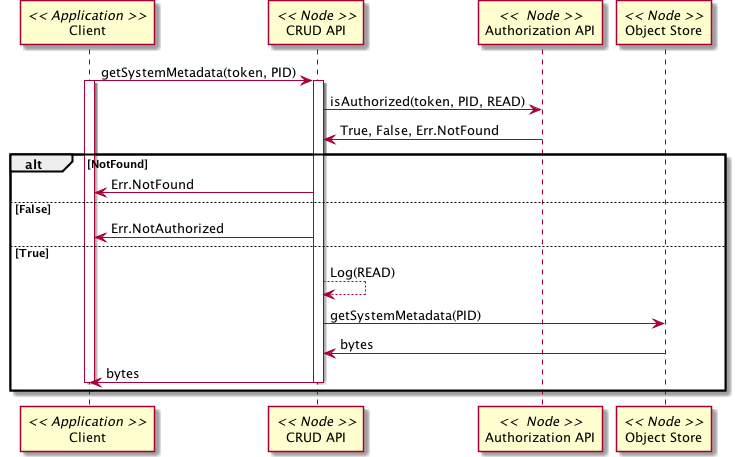 << Application >>
Client
<< Node >>
CRUD API
<< Node >>
Authorization API
<< Node >>
Object Store
getSystemMetadata(token, PID)
isAuthorized(token, PID, READ)
True, False, Err.NotFound
alt
[NotFound]
Err.NotFound
[False]
Err.NotAuthorized
[True]
Log(READ)
getSystemMetadata(PID)
bytes
bytes
<< Application >>
Client
<< Node >>
CRUD API
<< Node >>
Authorization API
<< Node >>
Object Store